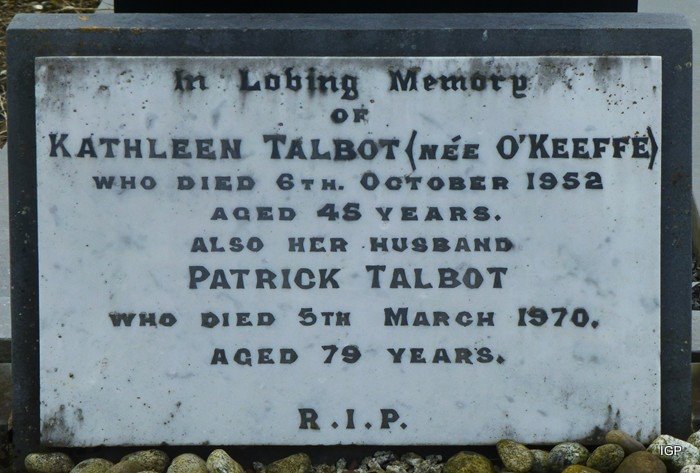 In Loving Memory
OF
KATHLEEN TALBOT (NÉE O'KEEFFE)
WHO DIED 6TH. OCTOBER 1952
AGED 45 YEARS.
ALSO HER HUSBAND
PATRICK TALBOT
WHO DIED 5TH MARCH 1970.
AGED 79 YEARS.
R.I.P.
IGP